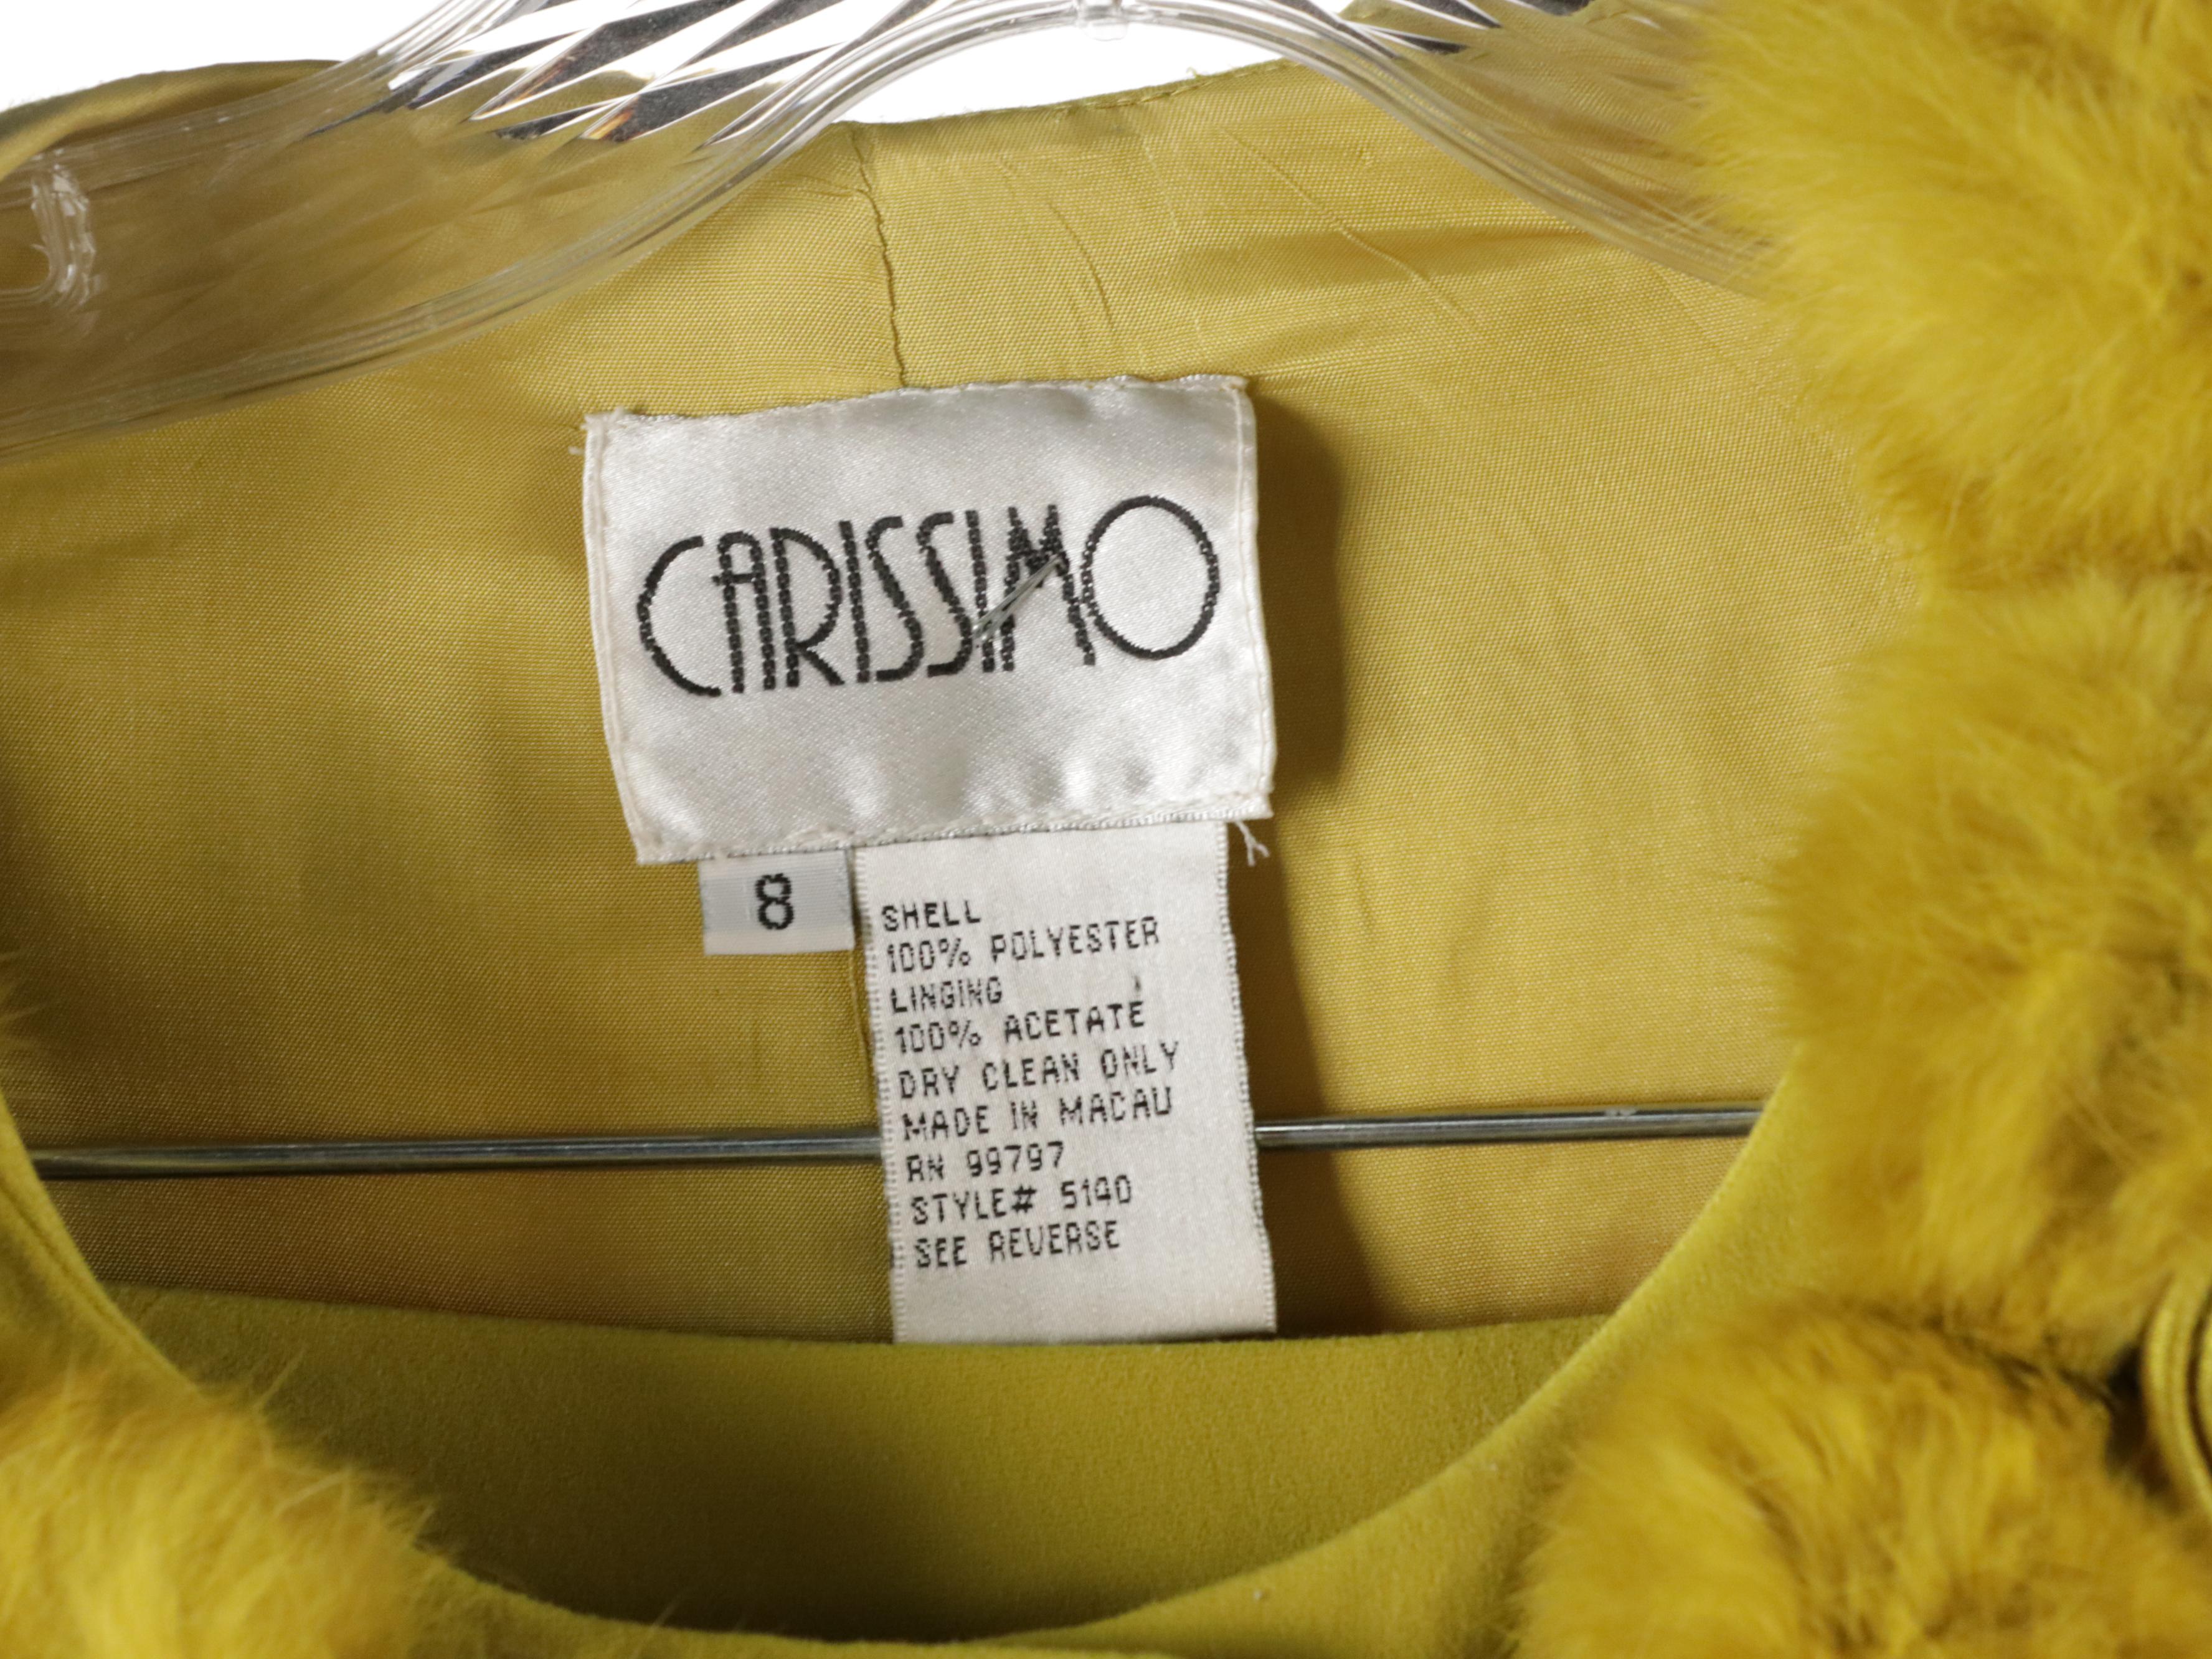 CARISSIMO
8
SHELL
100% POLYESTER
LINGING
100% ACETATE
DRY CLEAN ONLY
MADE IN MACAU
RN 99797
STYLE# 5140
SEE REVERSE